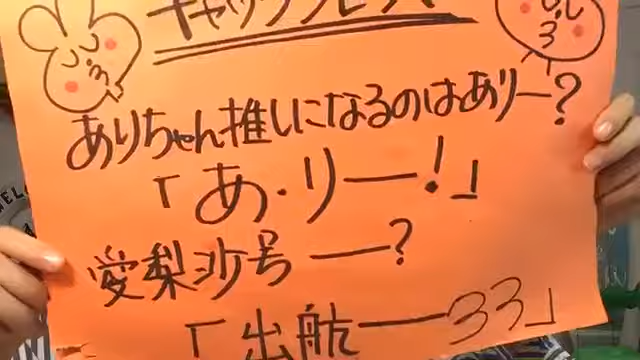 キャッチフレーズ
ありちゃん推しになるのはありー?
「あ・りー!」
愛梨沙号 ー?
「出航ー33」